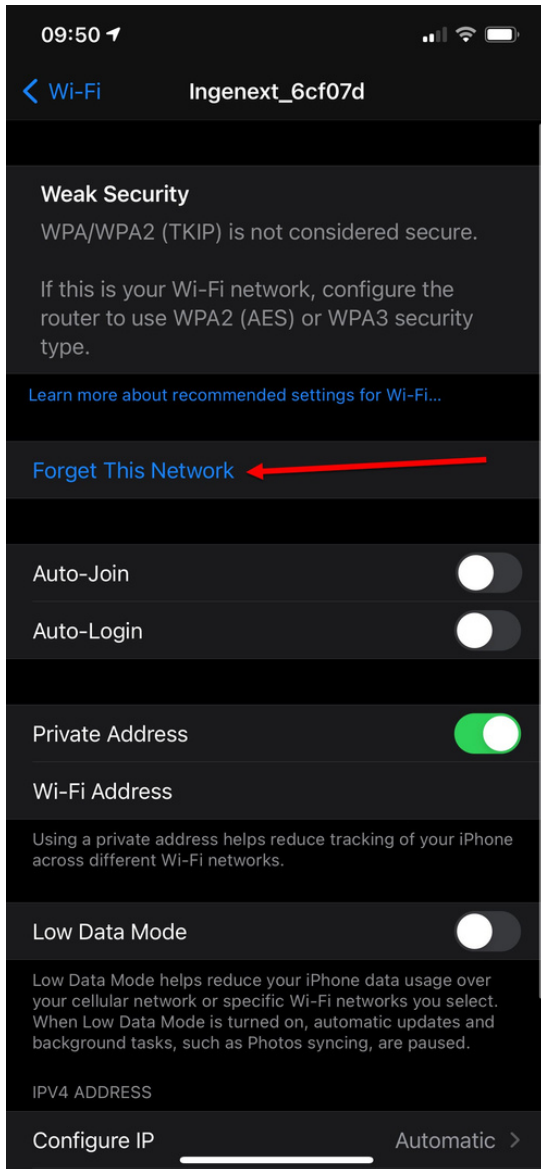 09:50
Wi-Fi
Ingenext_6cf07d
Weak Security
WPA/WPA2 (TKIP) is not considered secure.
If this is your Wi-Fi network, configure the
router to use WPA2 (AES) or WPA3 security
type.
Learn more about recommended settings for Wi-Fi...
Forget This Network
Auto-Join
Auto-Login
Private Address
Wi-Fi Address
Using a private address helps reduce tracking of your iPhone
across different Wi-Fi networks.
Low Data Mode
Low Data Mode helps reduce your iPhone data usage over
your cellular network or specific Wi-Fi networks you select.
When Low Data Mode is turned on, automatic updates and
background tasks, such as Photos syncing, are paused.
IPV4 ADDRESS
Configure IP Automatic